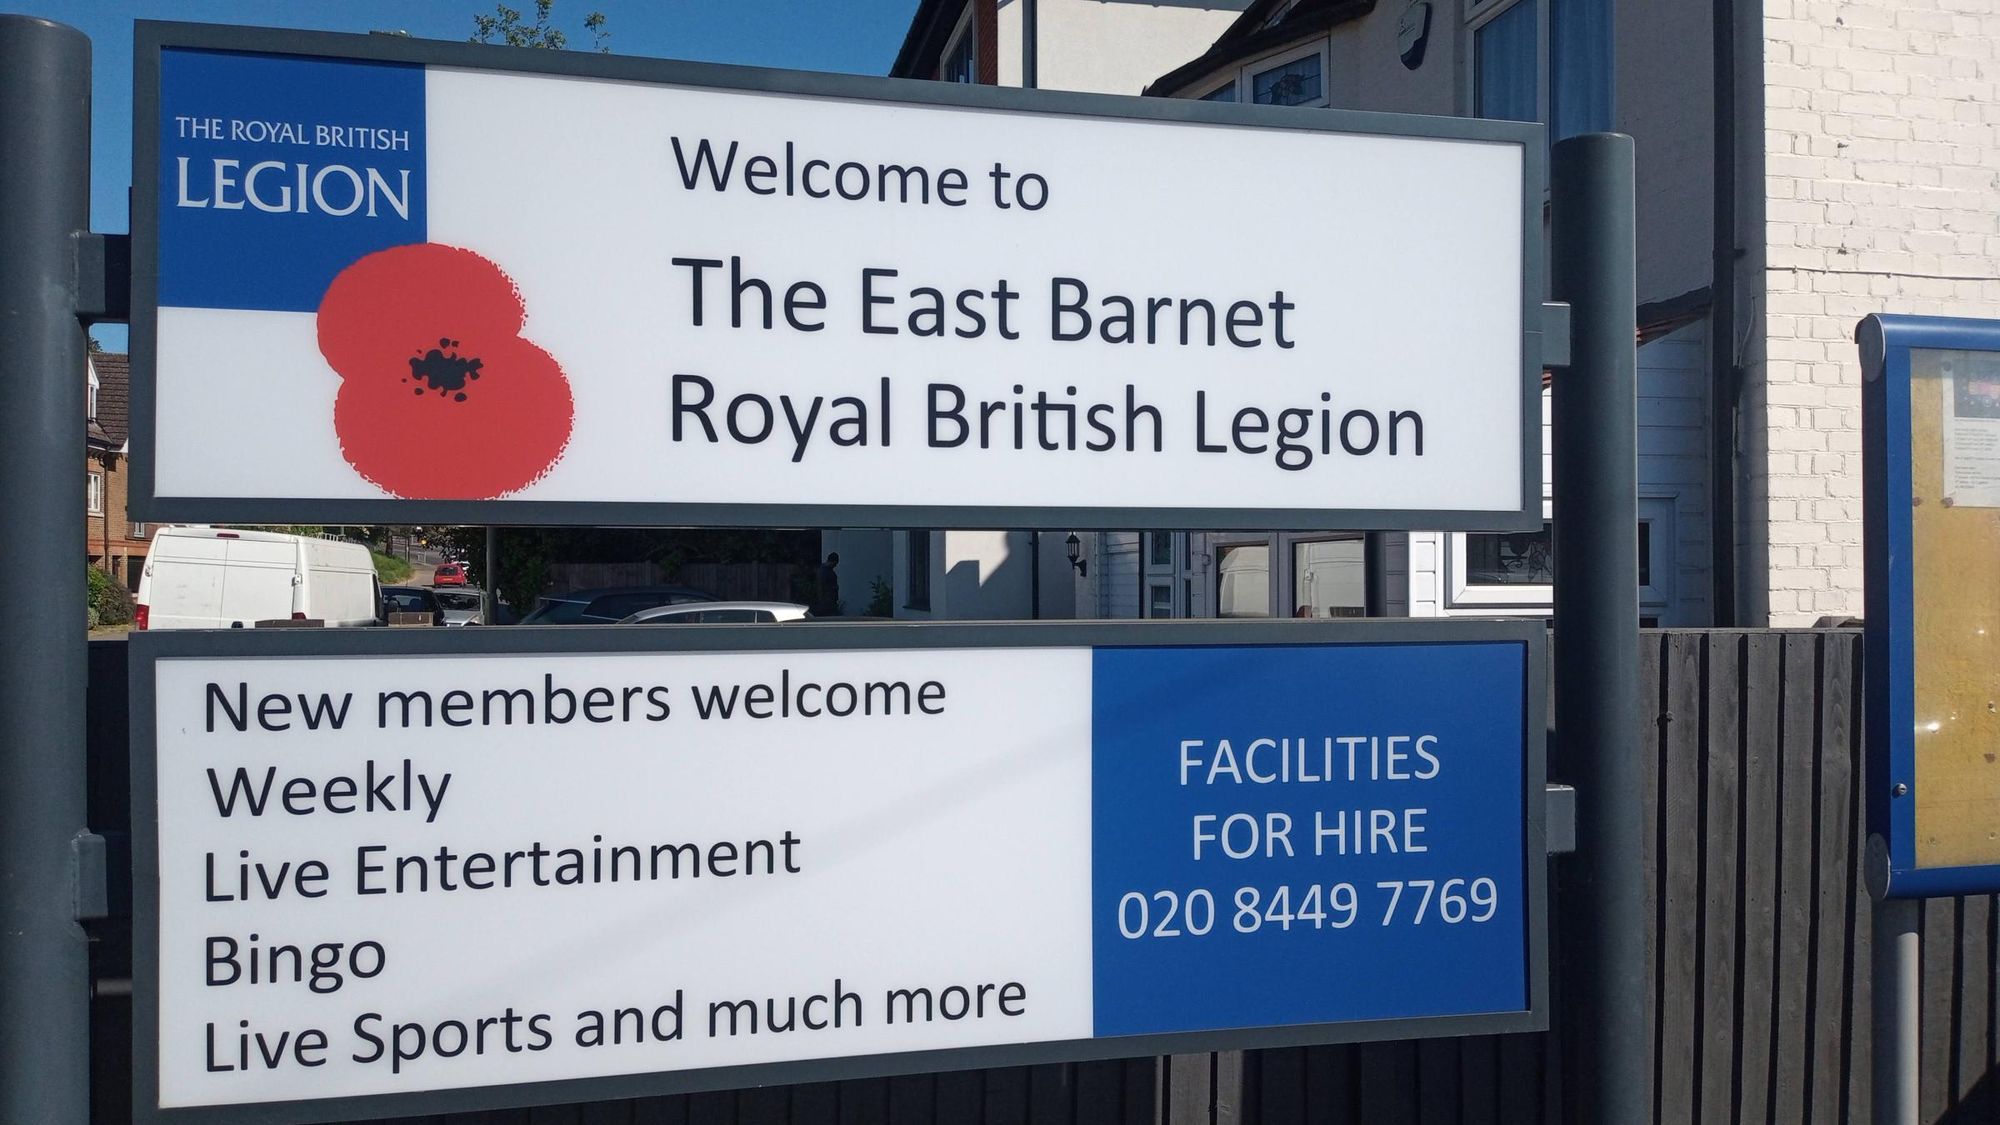 THE ROYAL BRITISH
LEGION
Welcome to
The East Barnet
Royal British Legion
New members welcome
Weekly
Live Entertainment
Bingo
Live Sports and much more
FACILITIES
FOR HIRE
020 8449 7769